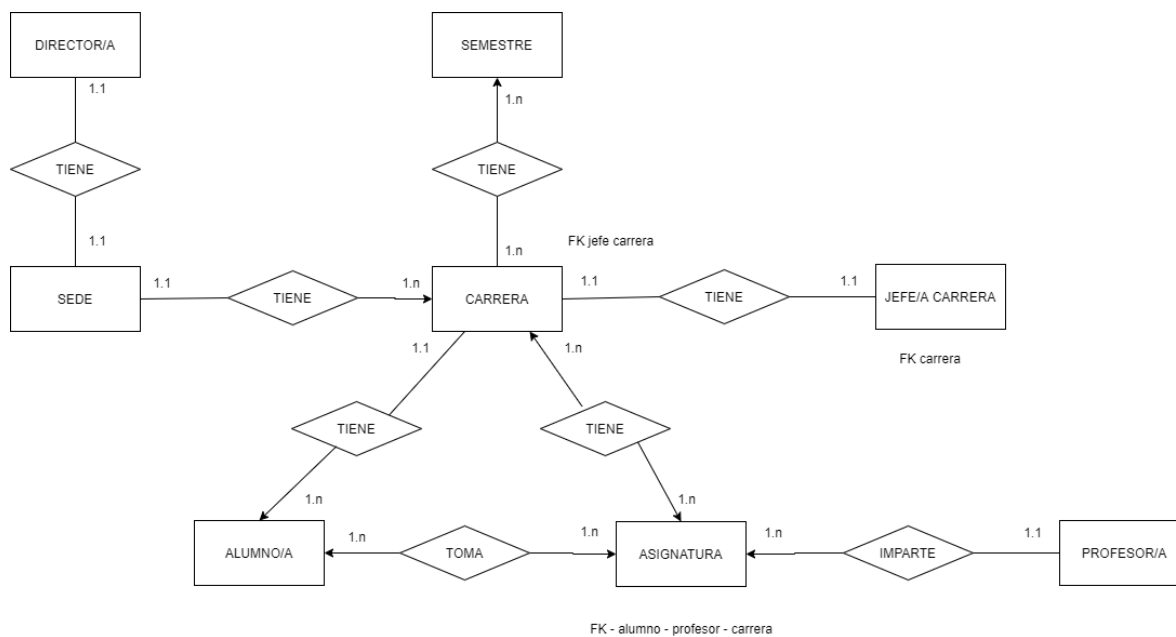 DIRECTOR/A
SEMESTRE
1.1
1.n
TIENE
TIENE
1.1
1.n
FK jefe carrera
SEDE
1.1
TIENE
1.n
CARRERA
1.1
TIENE
1.1
JEFE/A CARRERA
1.1
1.n
FK carrera
TIENE
TIENE
1.n
1.n
ALUMNO/A
1.n
TOMA
1.n
ASIGNATURA
1.n
IMPARTE
1.1
PROFESOR/A
FK - alumno - profesor - carrera